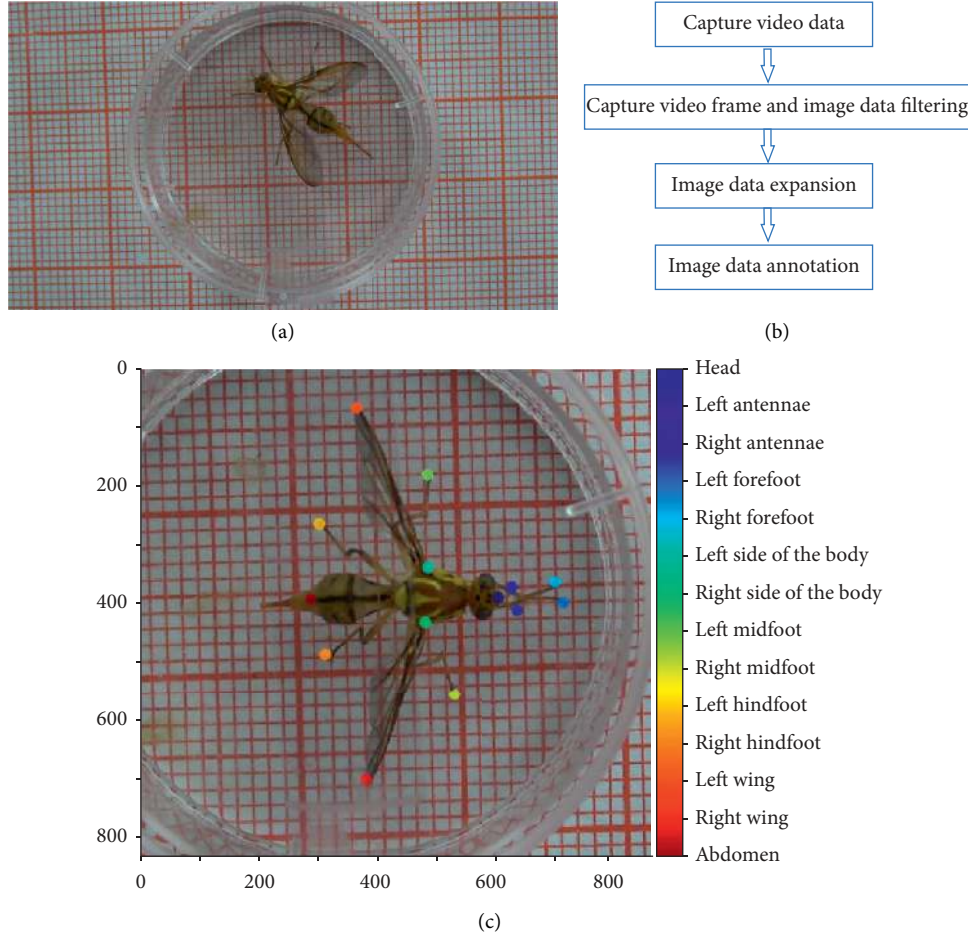 Capture video data
Capture video frame and image data filtering
Image data expansion
Image data annotation
(a)
(b)
0
200
400
600
800
0
200
400
600
800
Head
Left antennae
Right antennae
Left forefoot
Right forefoot
Left side of the body
Right side of the body
Left midfoot
Right midfoot
Left hindfoot
Right hindfoot
Left wing
Right wing
Abdomen
(c)